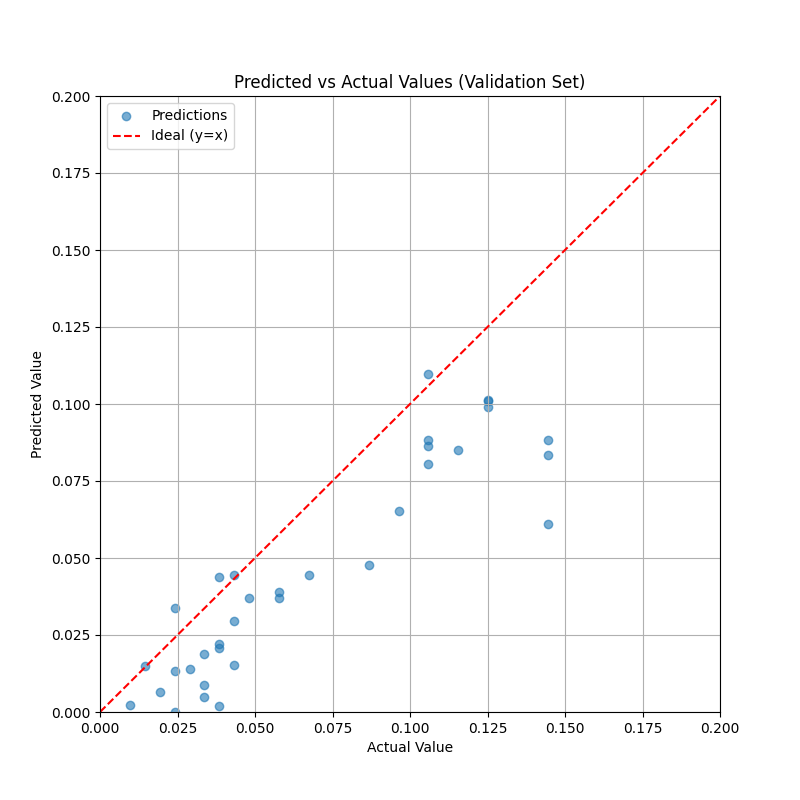 Predicted vs Actual Values (Validation Set)
Predictions
Ideal (y=x)
0.200
0.175
0.150
0.125
0.100
0.075
0.050
0.025
0.000
Predicted Value
0.000 0.025 0.050 0.075 0.100 0.125 0.150 0.175 0.200
Actual Value